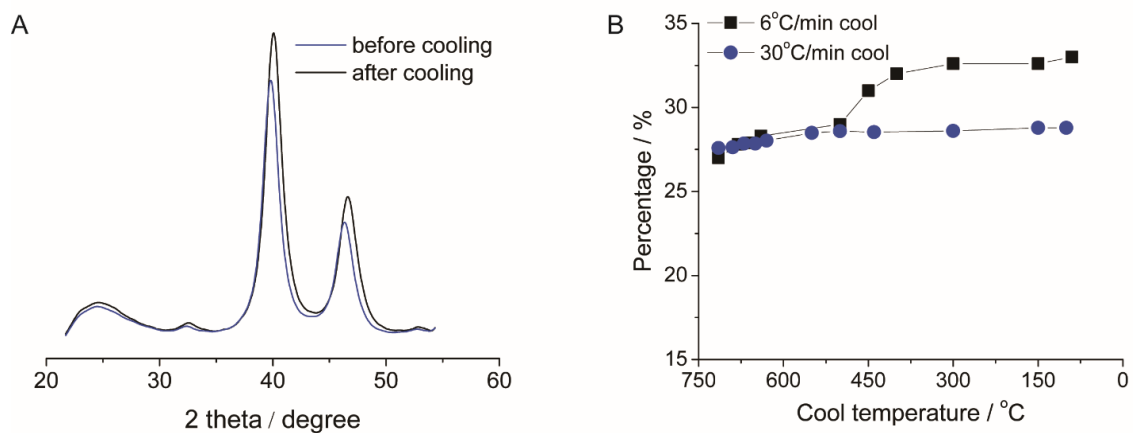 A
before cooling
after cooling
20
30
40
50
60
2 theta / degree
B
6°C/min cool
30°C/min cool
35
30
25
20
15
Percentage / %
750
600
450
300
150
0
Cool temperature / °C